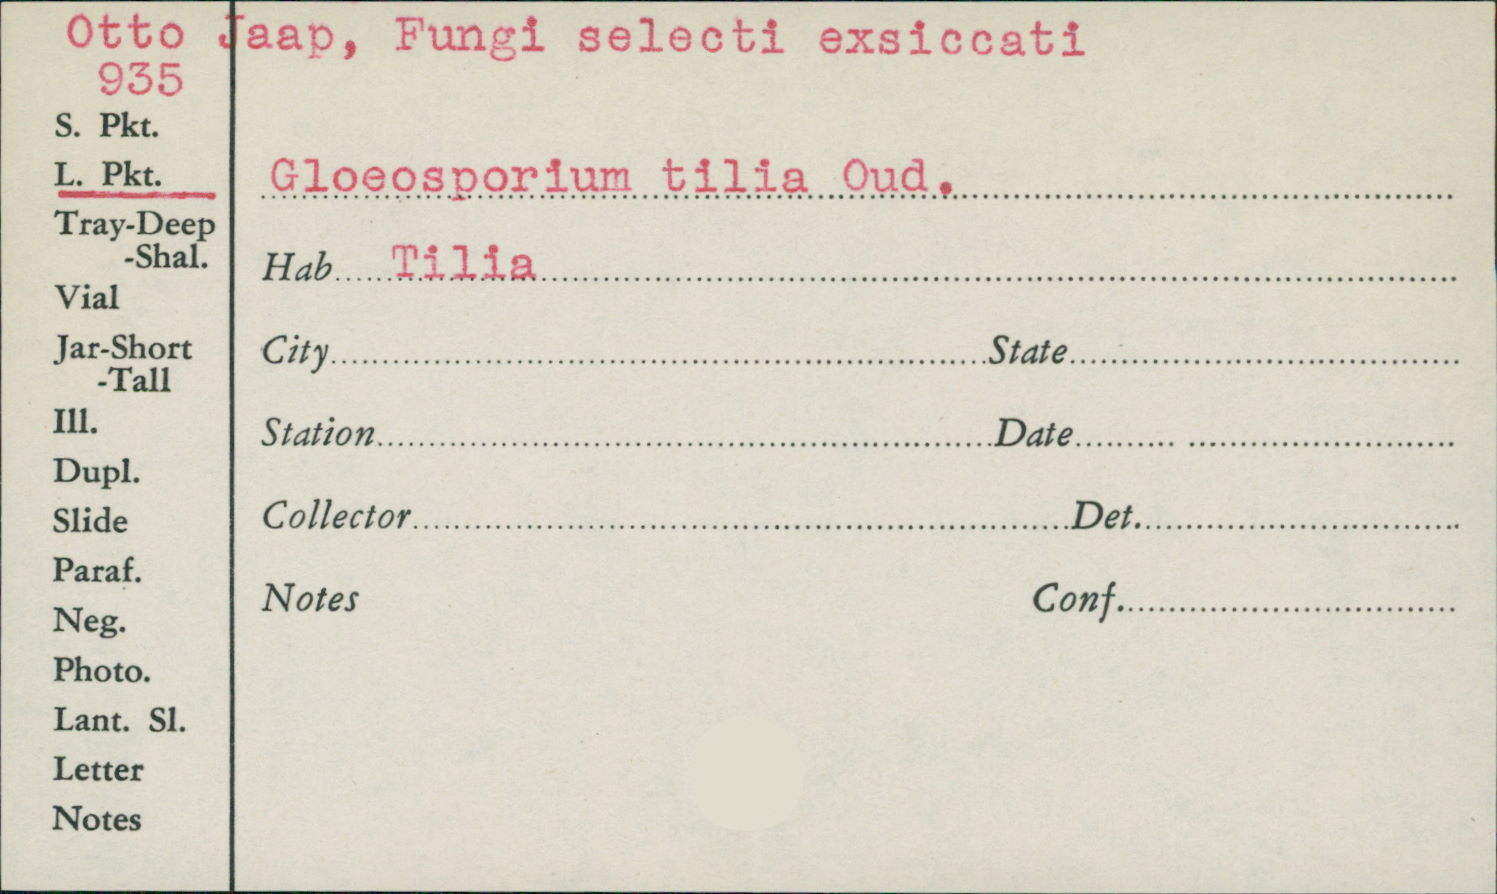 Otto Jaap, Fungi selecti exsiccati
935
S. Pkt.
L. Pkt.
Gloeosporium tilia Oud.
Tray-Deep
-Shal.
Hab Tilia
Vial
Jar-Short
-Tall
City State
Ill.
Station Date
Dupl.
Slide
Collector Det.
Paraf.
Notes Conf.
Neg.
Photo.
Lant. Sl.
Letter
Notes